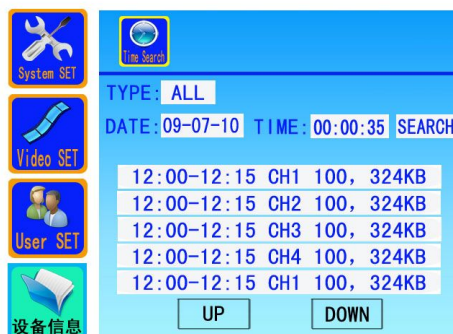 System SET
Video SET
User SET
设备信息
Time Search
TYPE: ALL
DATE: 09-07-10 TIME: 00:00:35 SEARCH
12:00-12:15 CH1 100, 324KB
12:00-12:15 CH2 100, 324KB
12:00-12:15 CH3 100, 324KB
12:00-12:15 CH4 100, 324KB
12:00-12:15 CH1 100, 324KB
UP DOWN